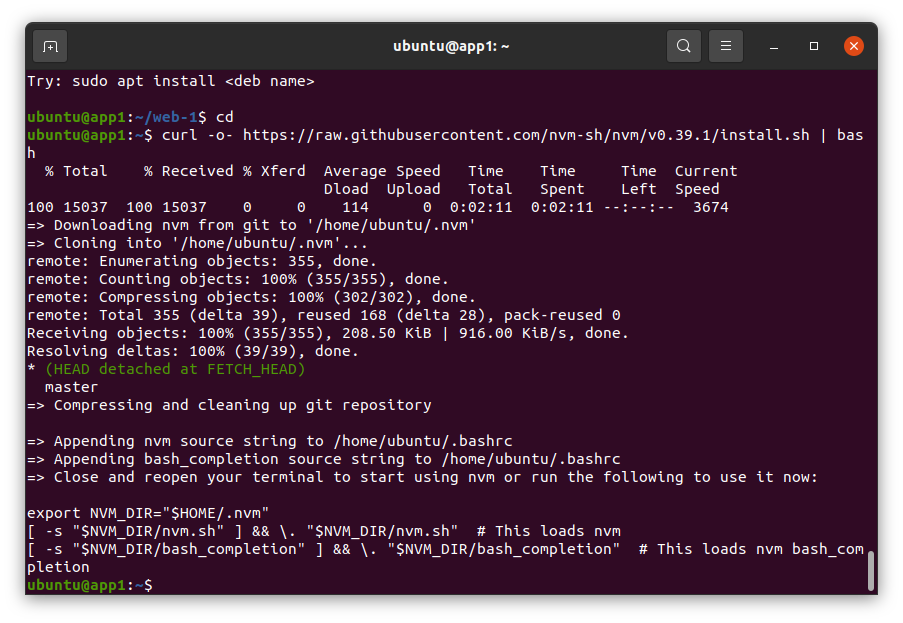 ubuntu@app1: ~
Try: sudo apt install <deb name>
ubuntu@app1:~/web-1$ cd
ubuntu@app1:~$ curl -o- https://raw.githubusercontent.com/nvm-sh/nvm/v0.39.1/install.sh | bas
h
  % Total    % Received % Xferd  Average Speed   Time    Time     Time  Current
                                 Dload  Upload   Total   Spent    Left  Speed
100 15037  100 15037    0     0    114      0  0:02:11  0:02:11 --:--:--  3674
=> Downloading nvm from git to '/home/ubuntu/.nvm'
=> Cloning into '/home/ubuntu/.nvm'...
remote: Enumerating objects: 355, done.
remote: Counting objects: 100% (355/355), done.
remote: Compressing objects: 100% (302/302), done.
remote: Total 355 (delta 39), reused 168 (delta 28), pack-reused 0
Receiving objects: 100% (355/355), 208.50 KiB | 916.00 KiB/s, done.
Resolving deltas: 100% (39/39), done.
* (HEAD detached at FETCH_HEAD)
  master
=> Compressing and cleaning up git repository
=> Appending nvm source string to /home/ubuntu/.bashrc
=> Appending bash_completion source string to /home/ubuntu/.bashrc
=> Close and reopen your terminal to start using nvm or run the following to use it now:
export NVM_DIR="$HOME/.nvm"
[ -s "$NVM_DIR/nvm.sh" ] && \. "$NVM_DIR/nvm.sh"  # This loads nvm
[ -s "$NVM_DIR/bash_completion" ] && \. "$NVM_DIR/bash_completion"  # This loads nvm bash_com
pletion
ubuntu@app1:~$